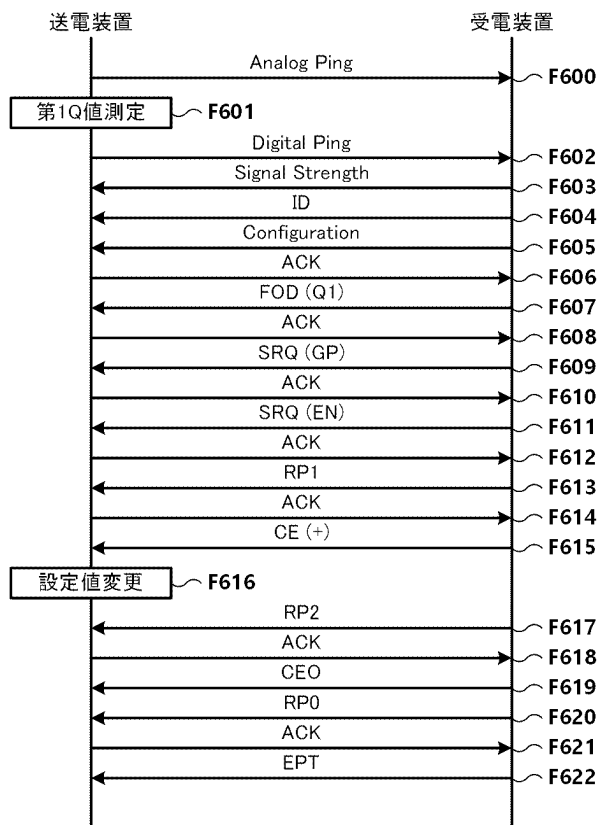 送電装置 受電装置
Analog Ping F600
第1Q値測定 F601
Digital Ping F602
Signal Strength F603
ID F604
Configuration F605
ACK F606
FOD (Q1) F607
ACK F608
SRQ (GP) F609
ACK F610
SRQ (EN) F611
ACK F612
RP1 F613
ACK F614
CE (+) F615
設定値変更 F616
RP2 F617
ACK F618
CEO F619
RP0 F620
ACK F621
EPT F622